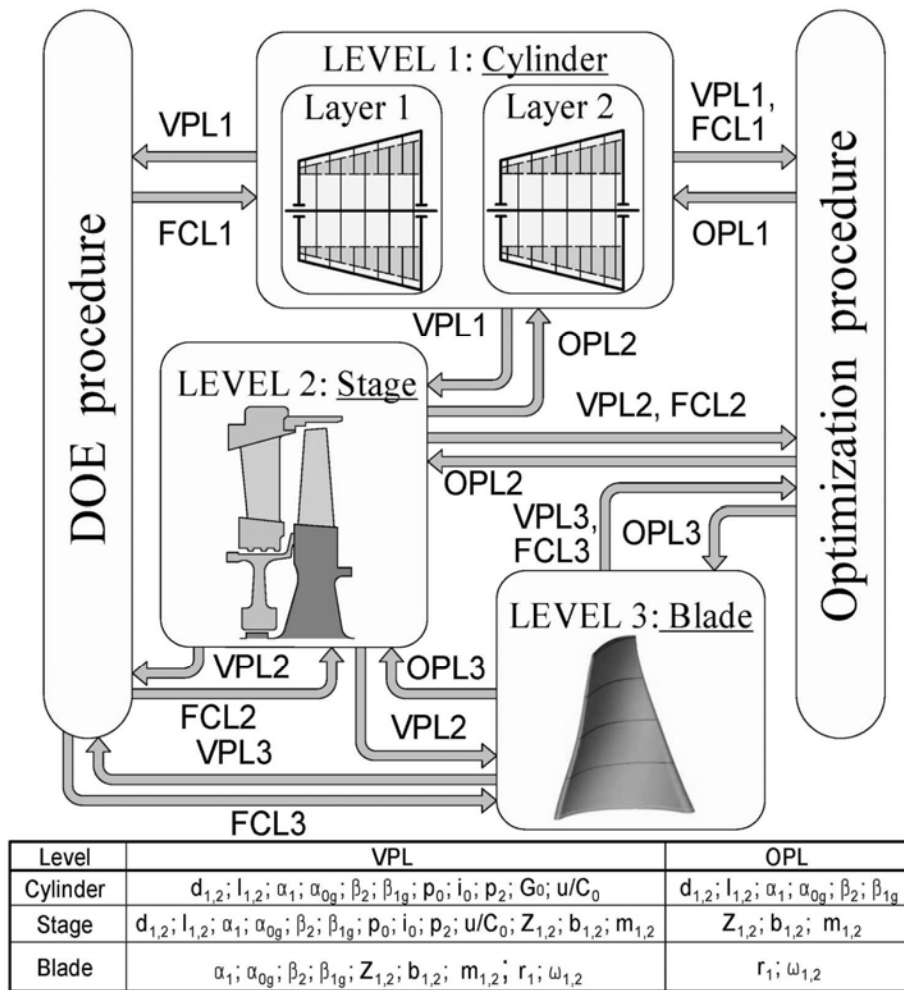 LEVEL 1: Cylinder
Layer 1
Layer 2
VPL1
FCL1
VPL1,
FCL1
OPL1
DOE procedure
Optimization procedure
VPL1
OPL2
LEVEL 2: Stage
VPL2, FCL2
OPL2
VPL3,
FCL3
OPL3
LEVEL 3: Blade
VPL2
OPL3
FCL2
VPL2
VPL3
FCL3
Level VPL OPL
Cylinder d₁,₂; l₁,₂; α₁; α₀g; β₂; β₁g; p₀; i₀; p₂; G₀; u/C₀ d₁,₂; l₁,₂; α₁; α₀g; β₂; β₁g
Stage d₁,₂; l₁,₂; α₁; α₀g; β₂; β₁g; p₀; i₀; p₂; u/C₀; Z₁,₂; b₁,₂; m₁,₂ Z₁,₂; b₁,₂; m₁,₂
Blade α₁; α₀g; β₂; β₁g; Z₁,₂; b₁,₂; m₁,₂; r₁; ω₁,₂ r₁; ω₁,₂